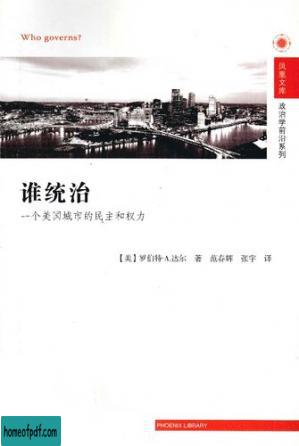 Who governs?
凤凰文库
政治学前沿系列
谁统治
一个美国城市的民主和权力
【美】罗伯特·A.达尔 著 范春辉 张宇 译
homeofpdf.com
PHOENIX LIBRARY